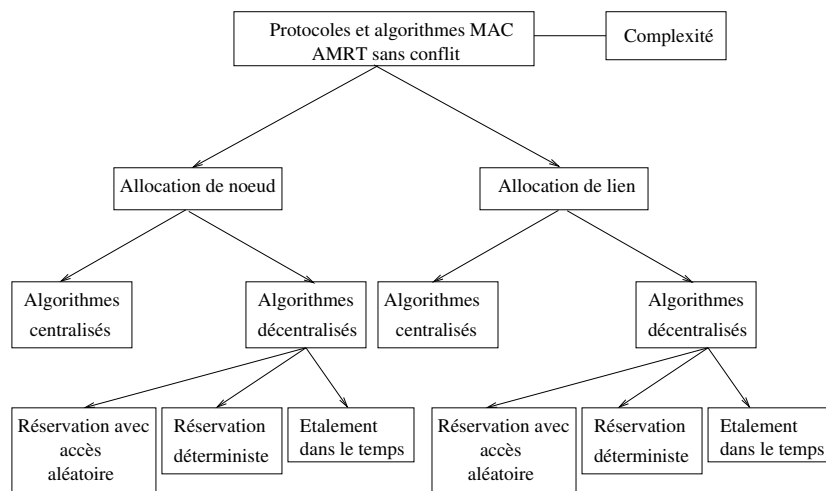 Protocoles et algorithmes MAC
AMRT sans conflit
Complexité
Allocation de noeud
Allocation de lien
Algorithmes
centralisés
Algorithmes
décentralisés
Algorithmes
centralisés
Algorithmes
décentralisés
Réservation avec
accès
aléatoire
Réservation
déterministe
Etalement
dans le temps
Réservation avec
accès
aléatoire
Réservation
déterministe
Etalement
dans le temps